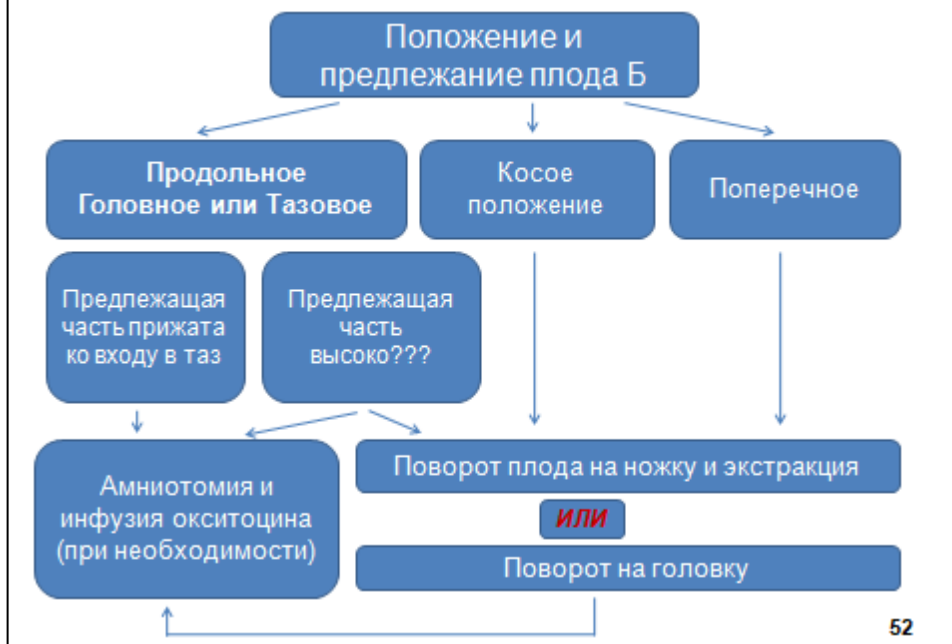 Положение и
предлежание плода Б
Продольное
Головное или Тазовое
Косое
положение
Поперечное
Предлежащая
часть прижата
ко входу в таз
Предлежащая
часть
высоко???
Амниотомия и
инфузия окситоцина
(при необходимости)
Поворот плода на ножку и экстракция
ИЛИ
Поворот на головку
52